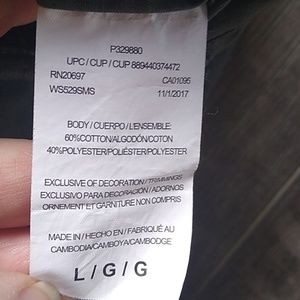 P329880
UPC / CUP / CUP 889440374472
RN20697 CA01095
WS529SMS 11/1/2017
BODY / CUERPO / L'ENSEMBLE:
60%COTTON/ALGODÓN/COTON
40%POLYESTER/POLIÉSTER/POLYESTER
EXCLUSIVE OF DECORATION / TRIMMINGS
EXCLUSIVO PARA DECORACIÓN / ADORNOS
ORNEMENT ET GARNITURE NON COMPRIS
MADE IN / HECHO EN / FABRIQUÉ AU
CAMBODIA/CAMBOYA/CAMBODGE
L / G / G